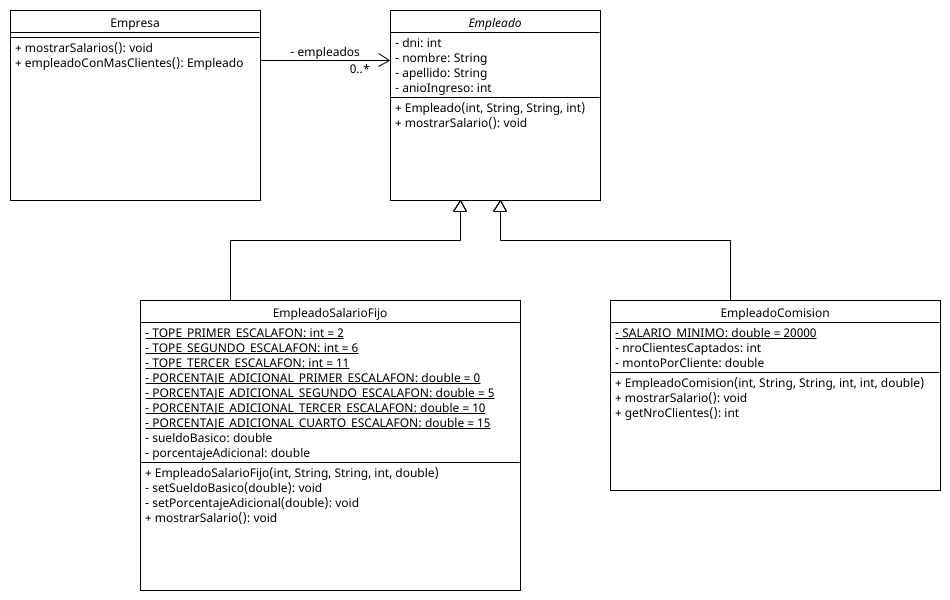 Empresa
+ mostrarSalarios(): void
+ empleadoConMasClientes(): Empleado
- empleados
0..*
Empleado
- dni: int
- nombre: String
- apellido: String
- anioIngreso: int
+ Empleado(int, String, String, int)
+ mostrarSalario(): void
EmpleadoSalarioFijo
- TOPE_PRIMER_ESCALAFON: int = 2
- TOPE_SEGUNDO_ESCALAFON: int = 6
- TOPE_TERCER_ESCALAFON: int = 11
- PORCENTAJE_ADICIONAL_PRIMER_ESCALAFON: double = 0
- PORCENTAJE_ADICIONAL_SEGUNDO_ESCALAFON: double = 5
- PORCENTAJE_ADICIONAL_TERCER_ESCALAFON: double = 10
- PORCENTAJE_ADICIONAL_CUARTO_ESCALAFON: double = 15
- sueldoBasico: double
- porcentajeAdicional: double
+ EmpleadoSalarioFijo(int, String, String, int, double)
- setSueldoBasico(double): void
- setPorcentajeAdicional(double): void
+ mostrarSalario(): void
EmpleadoComision
- SALARIO_MINIMO: double = 20000
- nroClientesCaptados: int
- montoPorCliente: double
+ EmpleadoComision(int, String, String, int, int, double)
+ mostrarSalario(): void
+ getNroClientes(): int